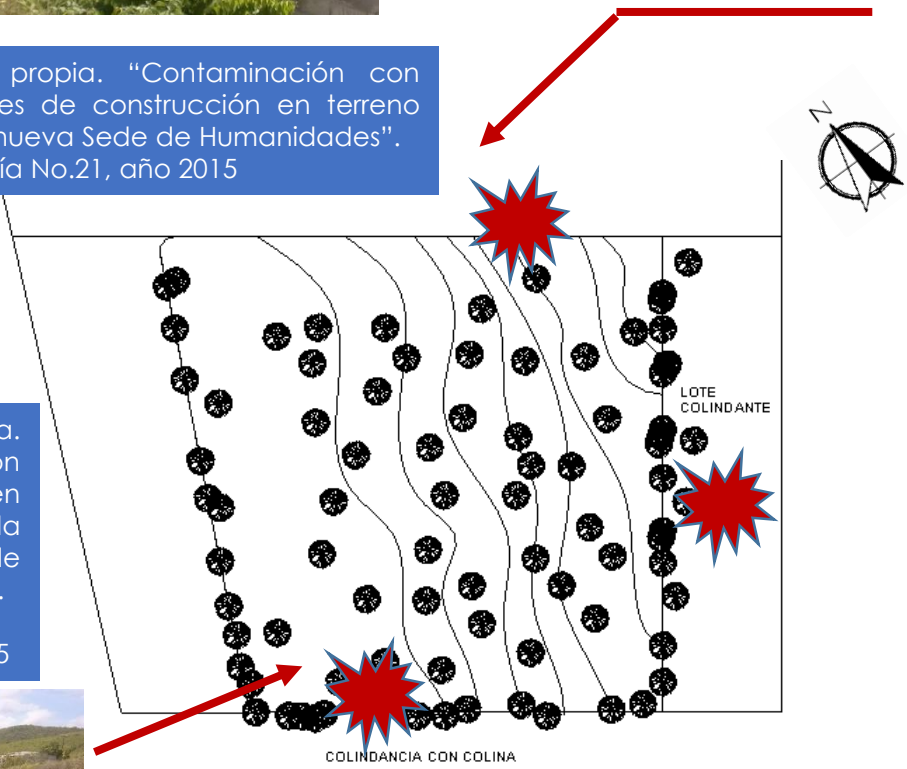 propia. “Contaminación con
es de construcción en terreno
nueva Sede de Humanidades”.
ía No.21, año 2015
N
LOTE
COLINDANTE
a.
ón
en
la
de
.
5
COLINDANCIA CON COLINA